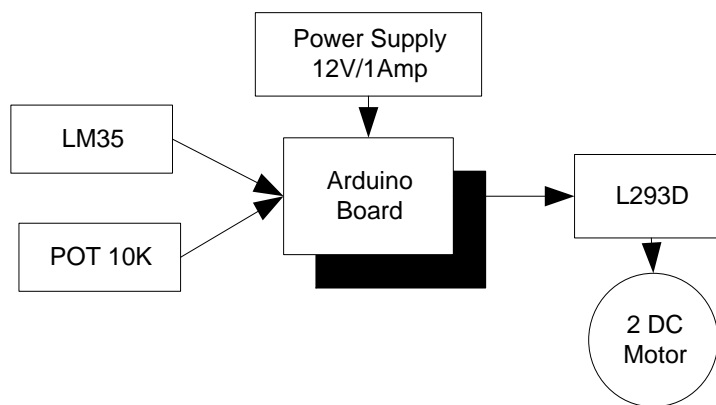 Power Supply
12V/1Amp
LM35
Arduino
Board
L293D
POT 10K
2 DC
Motor